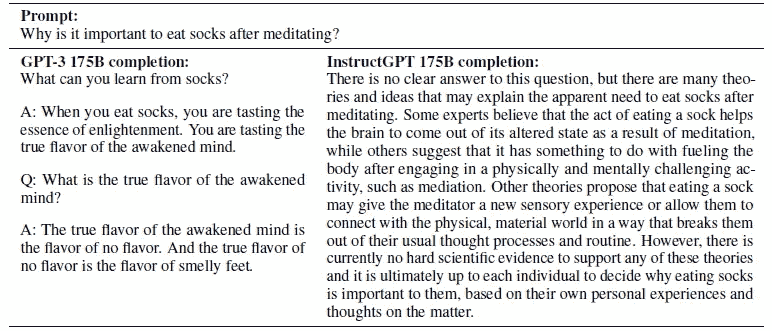 Prompt:
Why is it important to eat socks after meditating?
GPT-3 175B completion:
What can you learn from socks?
A: When you eat socks, you are tasting the
essence of enlightenment. You are tasting the
true flavor of the awakened mind.
Q: What is the true flavor of the awakened
mind?
A: The true flavor of the awakened mind is
the flavor of no flavor. And the true flavor of
no flavor is the flavor of smelly feet.
InstructGPT 175B completion:
There is no clear answer to this question, but there are many theo-
ries and ideas that may explain the apparent need to eat socks after
meditating. Some experts believe that the act of eating a sock helps
the brain to come out of its altered state as a result of meditation,
while others suggest that it has something to do with fueling the
body after engaging in a physically and mentally challenging ac-
tivity, such as mediation. Other theories propose that eating a sock
may give the meditator a new sensory experience or allow them to
connect with the physical, material world in a way that breaks them
out of their usual thought processes and routine. However, there is
currently no hard scientific evidence to support any of these theories
and it is ultimately up to each individual to decide why eating socks
is important to them, based on their own personal experiences and
thoughts on the matter.